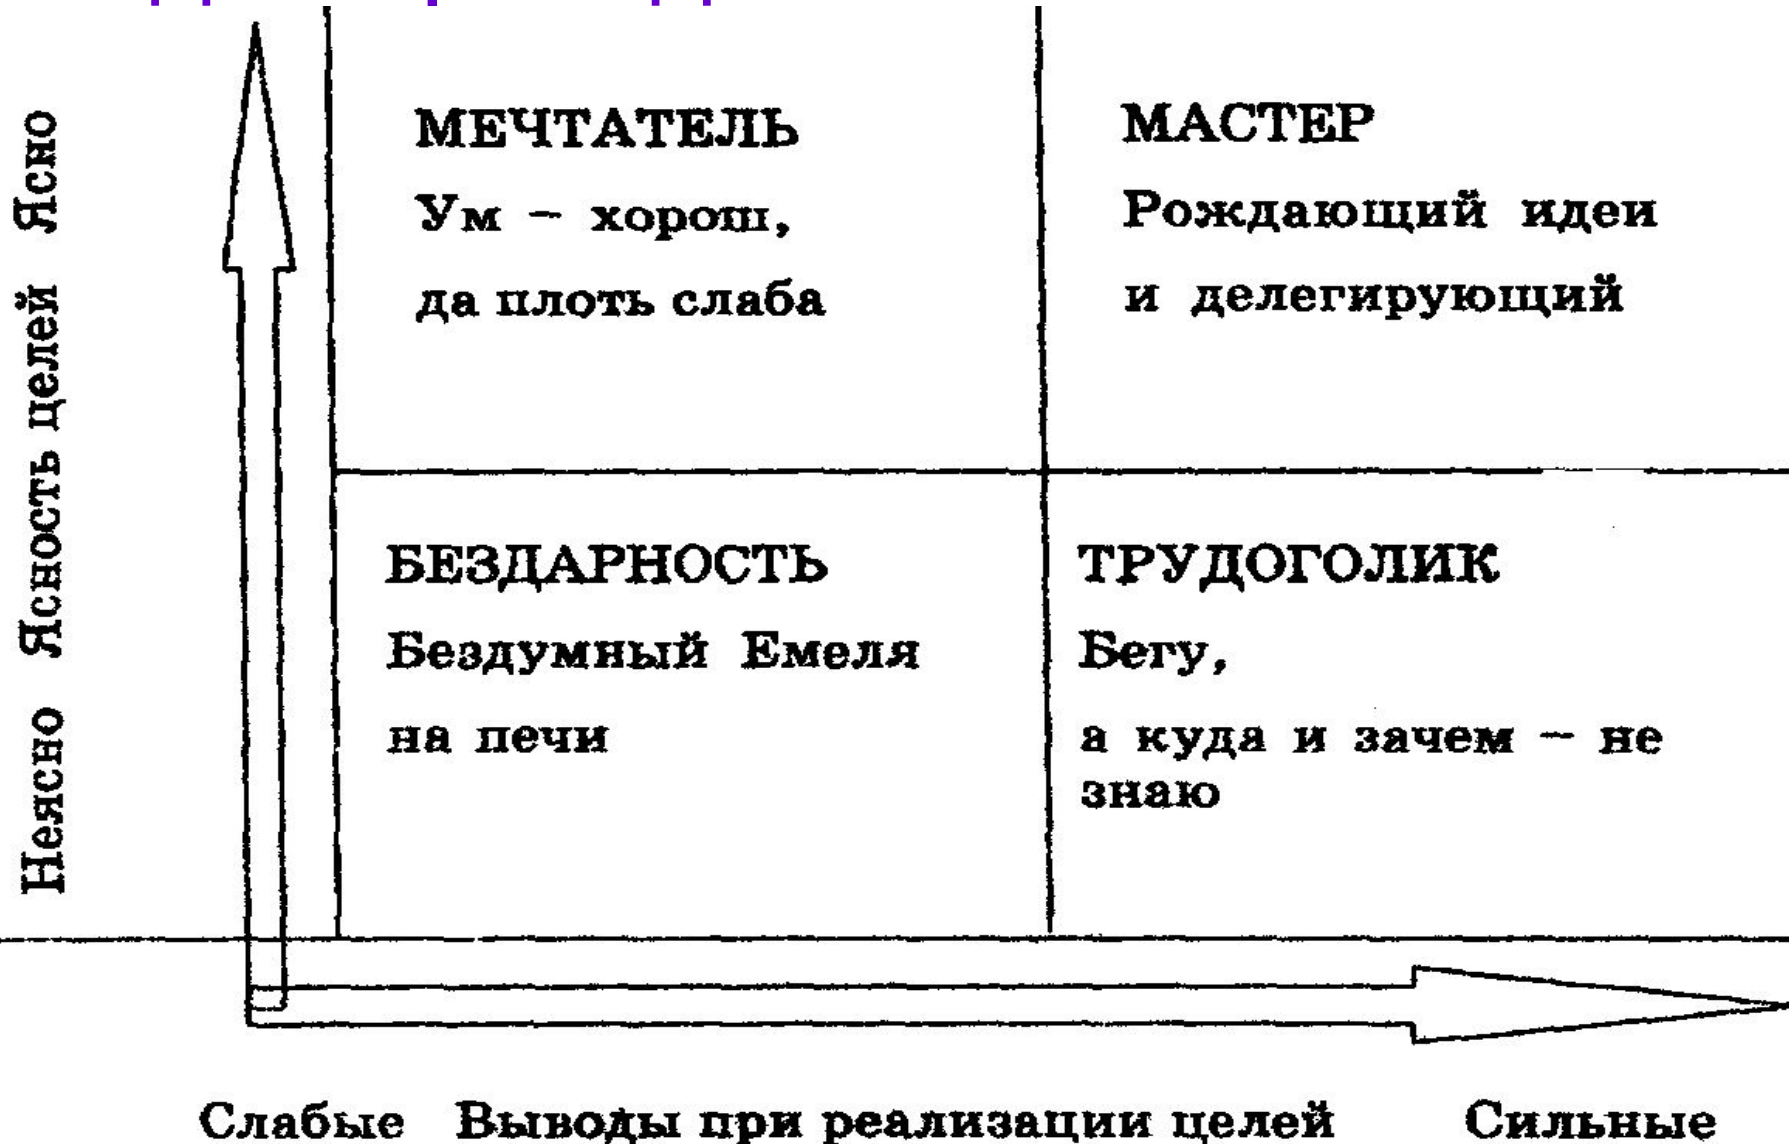 МЕЧТАТЕЛЬ
Ум – хорош,
да плоть слаба
МАСТЕР
Рождающий идеи
и делегирующий
БЕЗДАРНОСТЬ
Бездумный Емеля
на печи
ТРУДОГОЛИК
Бегу,
а куда и зачем – не
знаю
Неясно Ясность целей Ясно
Слабые Выводы при реализации целей Сильные